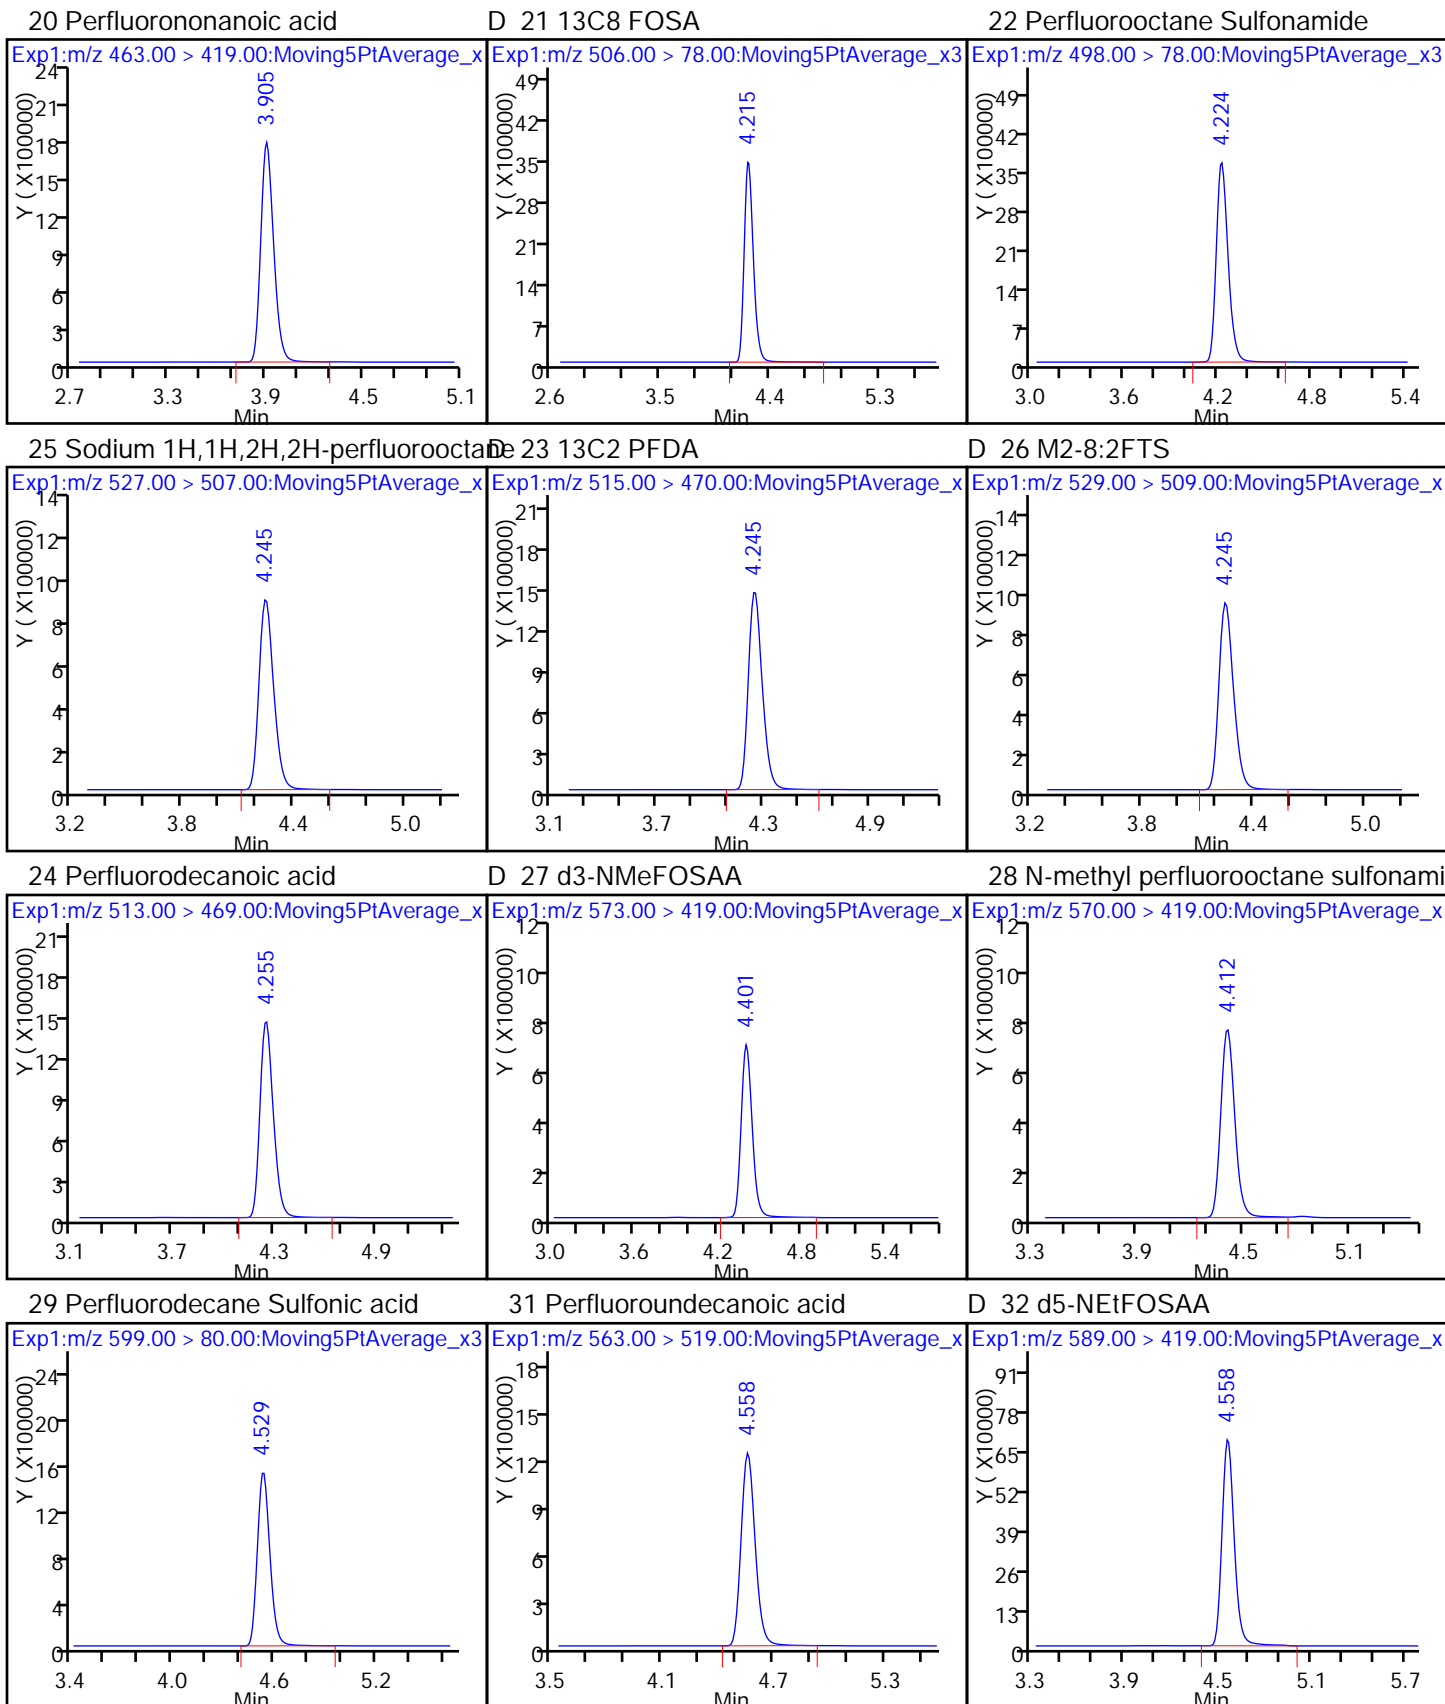 20 Perfluorononanoic acid
D 21 13C8 FOSA
22 Perfluorooctane Sulfonamide
Exp1:m/z 463.00 > 419.00:Moving5PtAverage_x
Exp1:m/z 506.00 > 78.00:Moving5PtAverage_x3
Exp1:m/z 498.00 > 78.00:Moving5PtAverage_x3
3.905
4.215
4.224
Y ( X100000)
24
21
18
15
12
9
6
3
0
2.7 3.3 3.9 4.5 5.1
Min
Y ( X100000)
49
42
35
28
21
14
7
0
2.6 3.5 4.4 5.3
Min
Y ( X100000)
49
42
35
28
21
14
7
0
3.0 3.6 4.2 4.8 5.4
Min
25 Sodium 1H,1H,2H,2H-perfluorooctane
D 23 13C2 PFDA
D 26 M2-8:2FTS
Exp1:m/z 527.00 > 507.00:Moving5PtAverage_x
Exp1:m/z 515.00 > 470.00:Moving5PtAverage_x
Exp1:m/z 529.00 > 509.00:Moving5PtAverage_x
4.245
4.245
4.245
Y ( X100000)
14
12
10
8
6
4
2
0
3.2 3.8 4.4 5.0
Min
Y ( X100000)
21
18
15
12
9
6
3
0
3.1 3.7 4.3 4.9
Min
Y ( X100000)
14
12
10
8
6
4
2
0
3.2 3.8 4.4 5.0
Min
24 Perfluorodecanoic acid
D 27 d3-NMeFOSAA
28 N-methyl perfluorooctane sulfonami
Exp1:m/z 513.00 > 469.00:Moving5PtAverage_x
Exp1:m/z 573.00 > 419.00:Moving5PtAverage_x
Exp1:m/z 570.00 > 419.00:Moving5PtAverage_x
4.255
4.401
4.412
Y ( X100000)
21
18
15
12
9
6
3
0
3.1 3.7 4.3 4.9
Min
Y ( X100000)
12
10
8
6
4
2
0
3.0 3.6 4.2 4.8 5.4
Min
Y ( X100000)
12
10
8
6
4
2
0
3.3 3.9 4.5 5.1
Min
29 Perfluorodecane Sulfonic acid
31 Perfluoroundecanoic acid
D 32 d5-NEtFOSAA
Exp1:m/z 599.00 > 80.00:Moving5PtAverage_x3
Exp1:m/z 563.00 > 519.00:Moving5PtAverage_x
Exp1:m/z 589.00 > 419.00:Moving5PtAverage_x
4.529
4.558
4.558
Y ( X100000)
24
20
16
12
8
4
0
3.4 4.0 4.6 5.2
Min
Y ( X100000)
18
15
12
9
6
3
0
3.5 4.1 4.7 5.3
Min
Y ( X10000)
91
78
65
52
39
26
13
0
3.3 3.9 4.5 5.1 5.7
Min